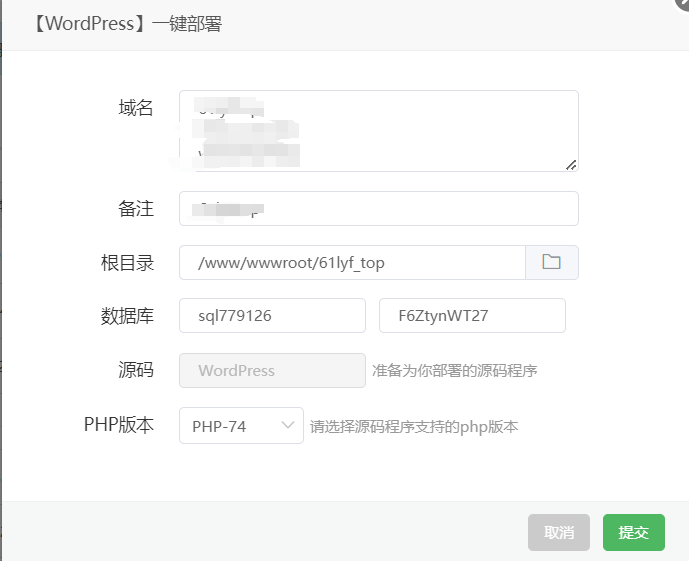 【WordPress】一键部署
域名
备注
根目录 /www/wwwroot/61lyf_top
数据库 sql779126 F6ZtynWT27
源码 WordPress 准备为你部署的源码程序
PHP版本 PHP-74 请选择源码程序支持的php版本
取消 提交